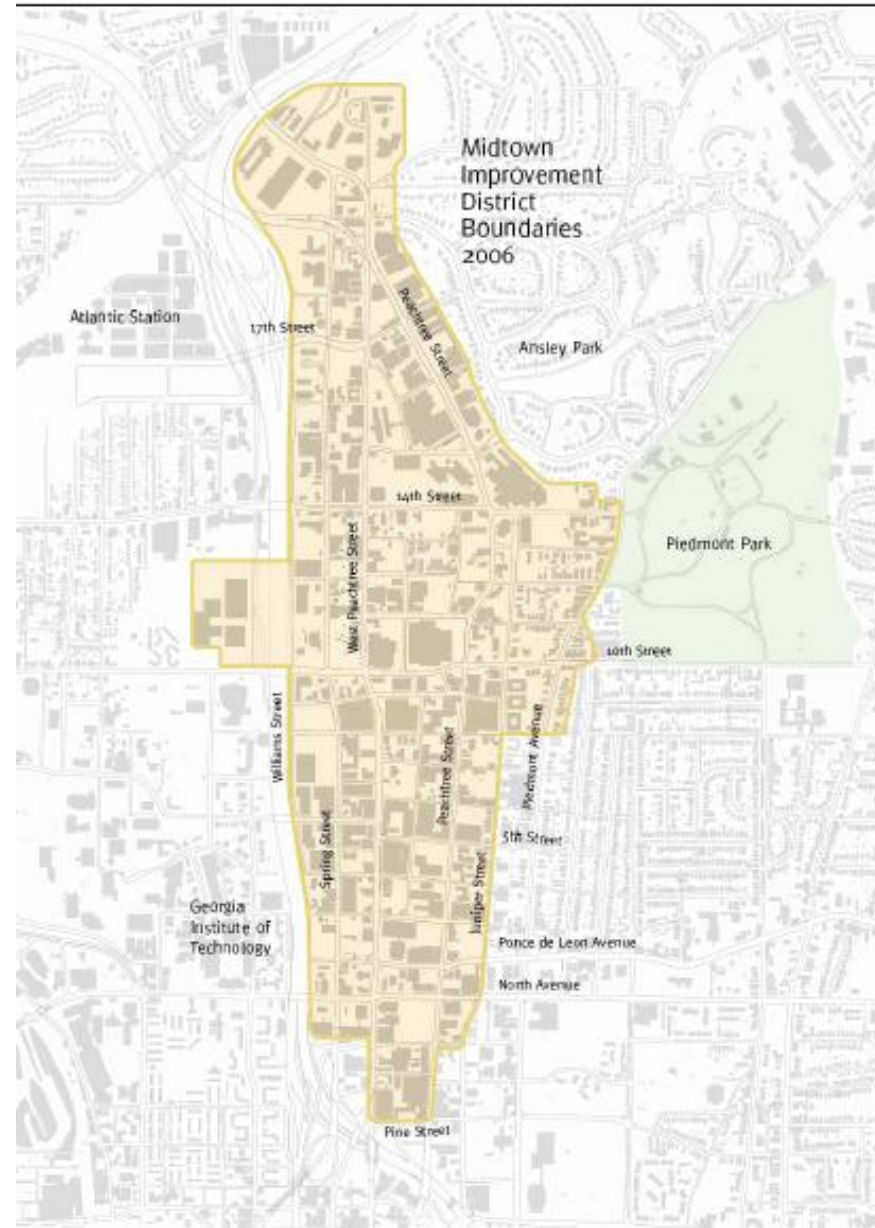 Midtown
Improvement
District
Boundaries
2006
Atlantic Station
17th Street
Peachtree Street
Ansley Park
14th Street
West Peachtree Street
Piedmont Park
10th Street
Williams Street
Piedmont Avenue
Peachtree Street
5th Street
Spring Street
Juniper Street
Georgia
Institute of
Technology
Ponce de Leon Avenue
North Avenue
Pine Street